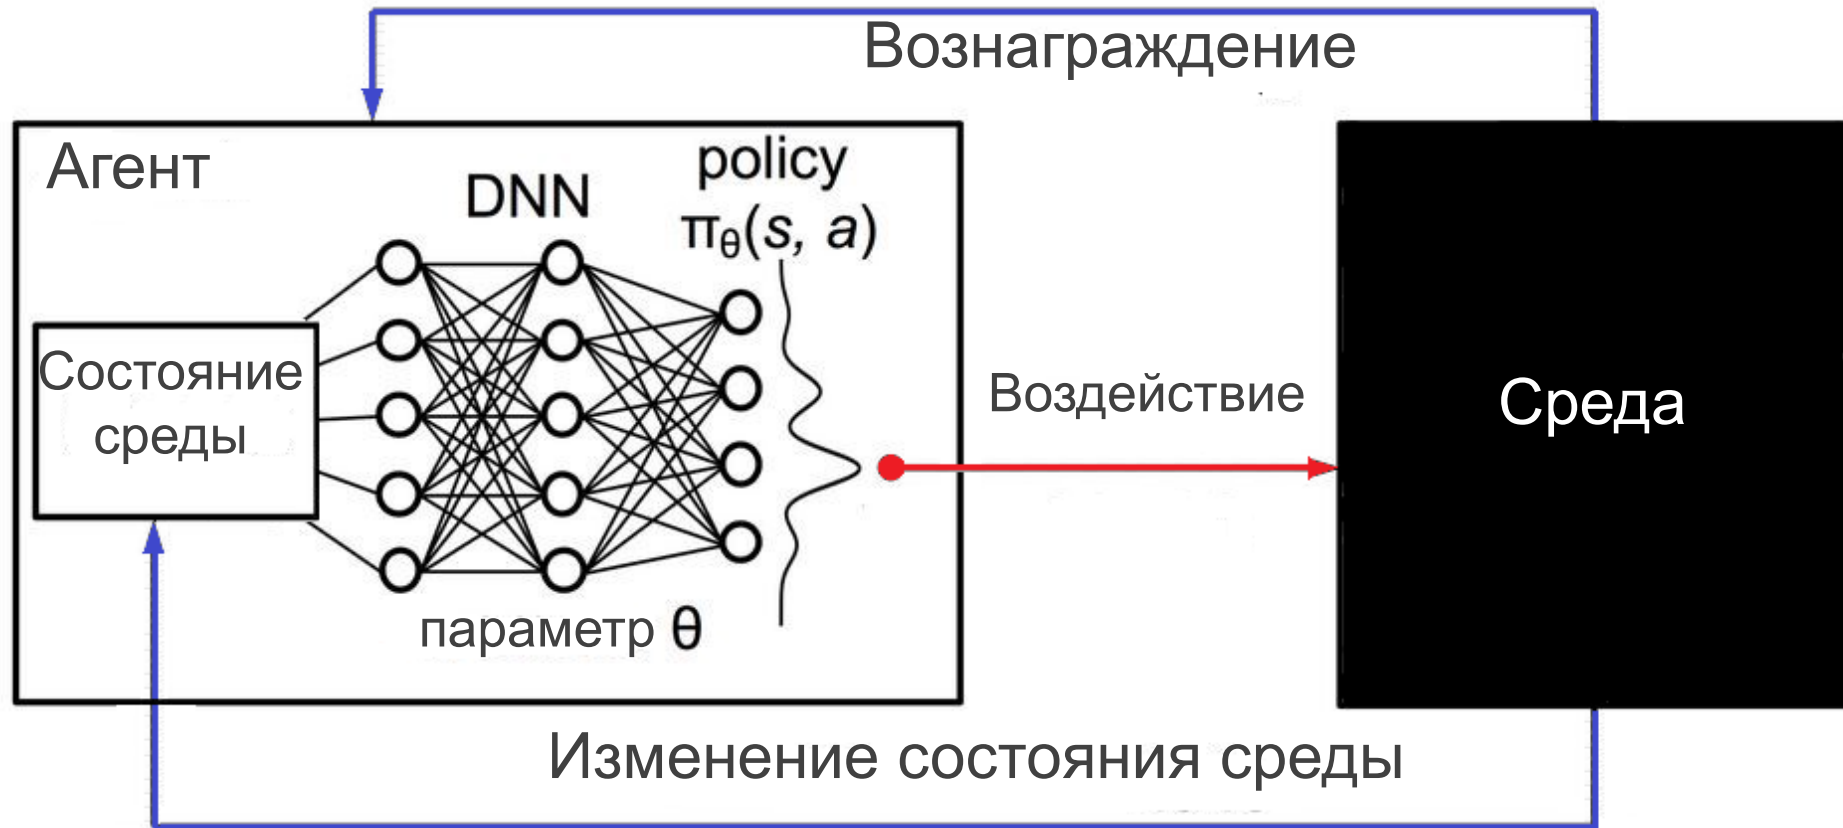 Вознаграждение
Агент
DNN
policy
πθ(s, a)
Состояние
среды
Воздействие
Среда
параметр θ
Изменение состояния среды